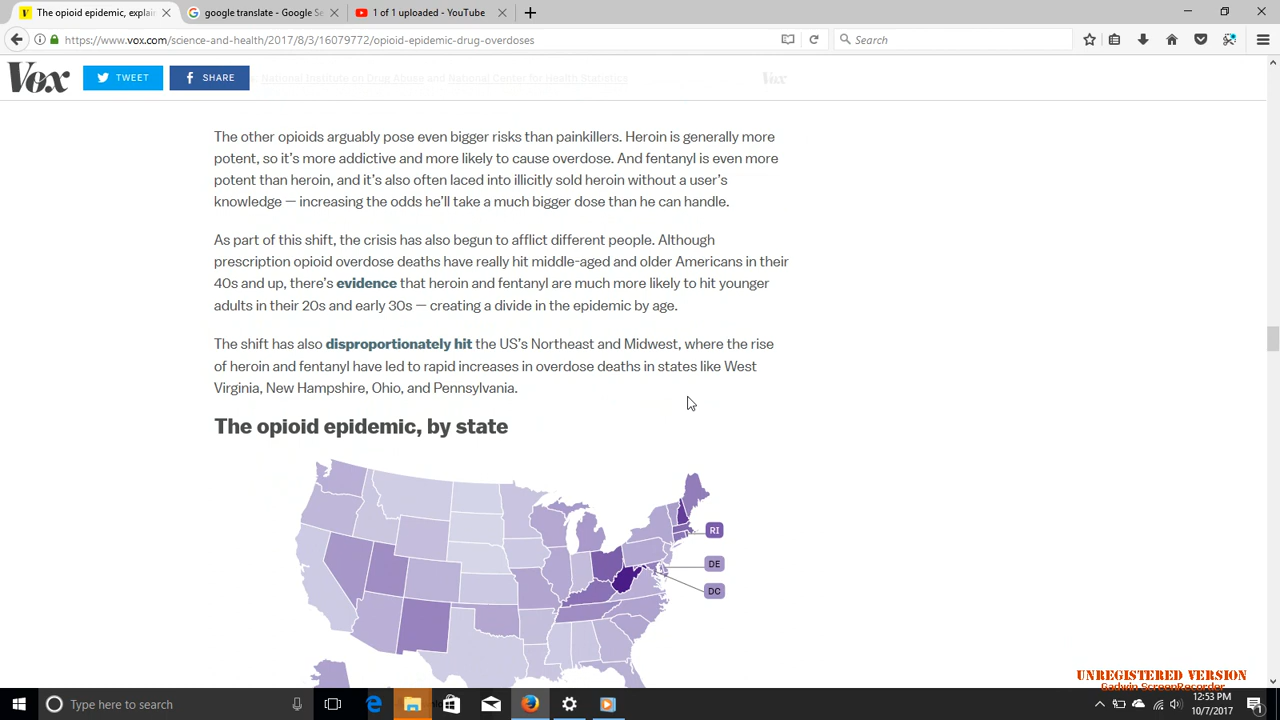 The opioid epidemic, explai
google translate - Google Se
1 of 1 uploaded - YouTube
https://www.vox.com/science-and-health/2017/8/3/16079772/opioid-epidemic-drug-overdoses
Search
Vox
TWEET
SHARE
National Institute on Drug Abuse and National Center for Health Statistics
Vox
The other opioids arguably pose even bigger risks than painkillers. Heroin is generally more
potent, so it's more addictive and more likely to cause overdose. And fentanyl is even more
potent than heroin, and it's also often laced into illicitly sold heroin without a user's
knowledge — increasing the odds he'll take a much bigger dose than he can handle.
As part of this shift, the crisis has also begun to afflict different people. Although
prescription opioid overdose deaths have really hit middle-aged and older Americans in their
40s and up, there's evidence that heroin and fentanyl are much more likely to hit younger
adults in their 20s and early 30s — creating a divide in the epidemic by age.
The shift has also disproportionately hit the US's Northeast and Midwest, where the rise
of heroin and fentanyl have led to rapid increases in overdose deaths in states like West
Virginia, New Hampshire, Ohio, and Pennsylvania.
The opioid epidemic, by state
RI
DE
DC
UNREGISTERED VERSION
Gadwin ScreenRecorder
Type here to search
12:53 PM
10/7/2017